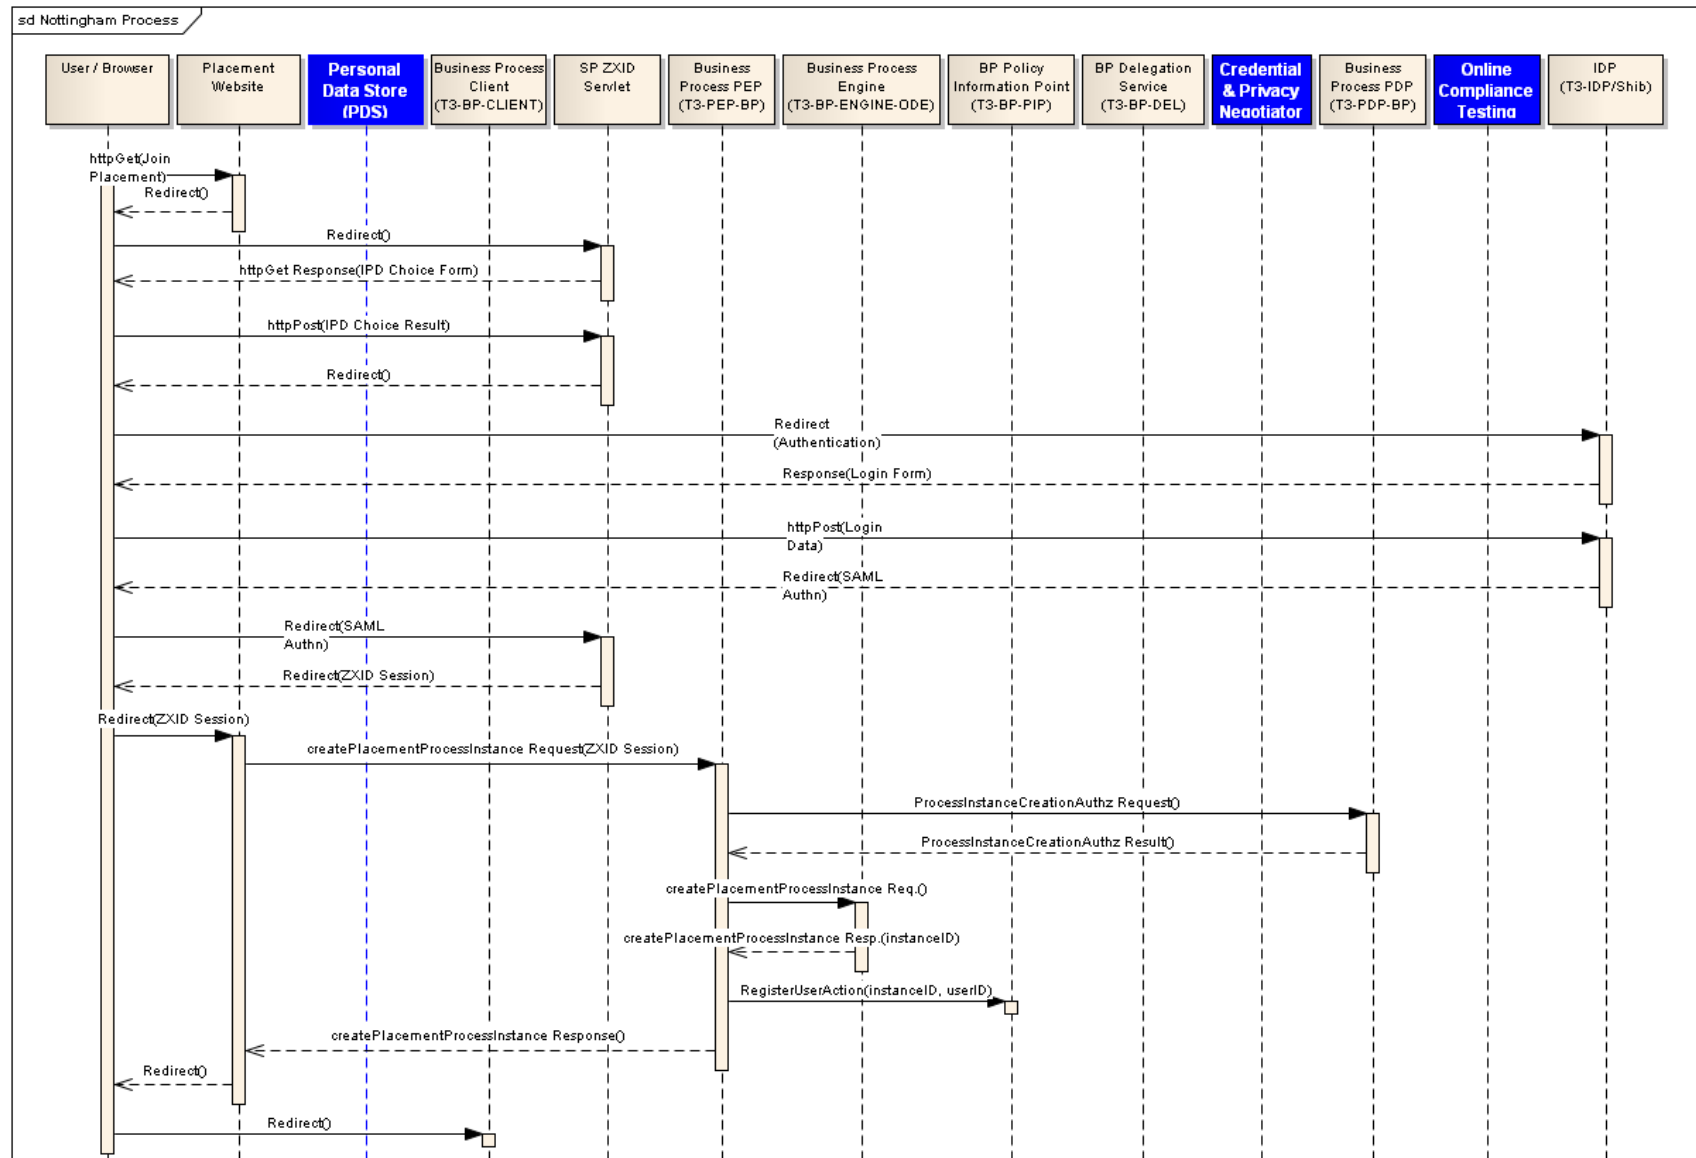 sd Nottingham Process
User / Browser
Placement
Website
Personal
Data Store
(PDS)
Business Process
Client
(T3-BP-CLIENT)
SP ZXID
Servlet
Business
Process PEP
(T3-PEP-BP)
Business Process
Engine
(T3-BP-ENGINE-ODE)
BP Policy
Information Point
(T3-BP-PIP)
BP Delegation
Service
(T3-BP-DEL)
Credential
& Privacy
Negotiator
Business
Process PDP
(T3-PDP-BP)
Online
Compliance
Testing
IDP
(T3-IDP/Shib)
httpGet(Join
Placement)
Redirect()
Redirect()
httpGet Response(IPD Choice Form)
httpPost(IPD Choice Result)
Redirect()
Redirect
(Authentication)
Response(Login Form)
httpPost(Login
Data)
Redirect(SAML
Authn)
Redirect(SAML
Authn)
Redirect(ZXID Session)
Redirect(ZXID Session)
createPlacementProcessInstance Request(ZXID Session)
ProcessInstanceCreationAuthz Request()
ProcessInstanceCreationAuthz Result()
createPlacementProcessInstance Req.()
createPlacementProcessInstance Resp.(instanceID)
RegisterUserAction(instanceID, userID)
createPlacementProcessInstance Response()
Redirect()
Redirect()